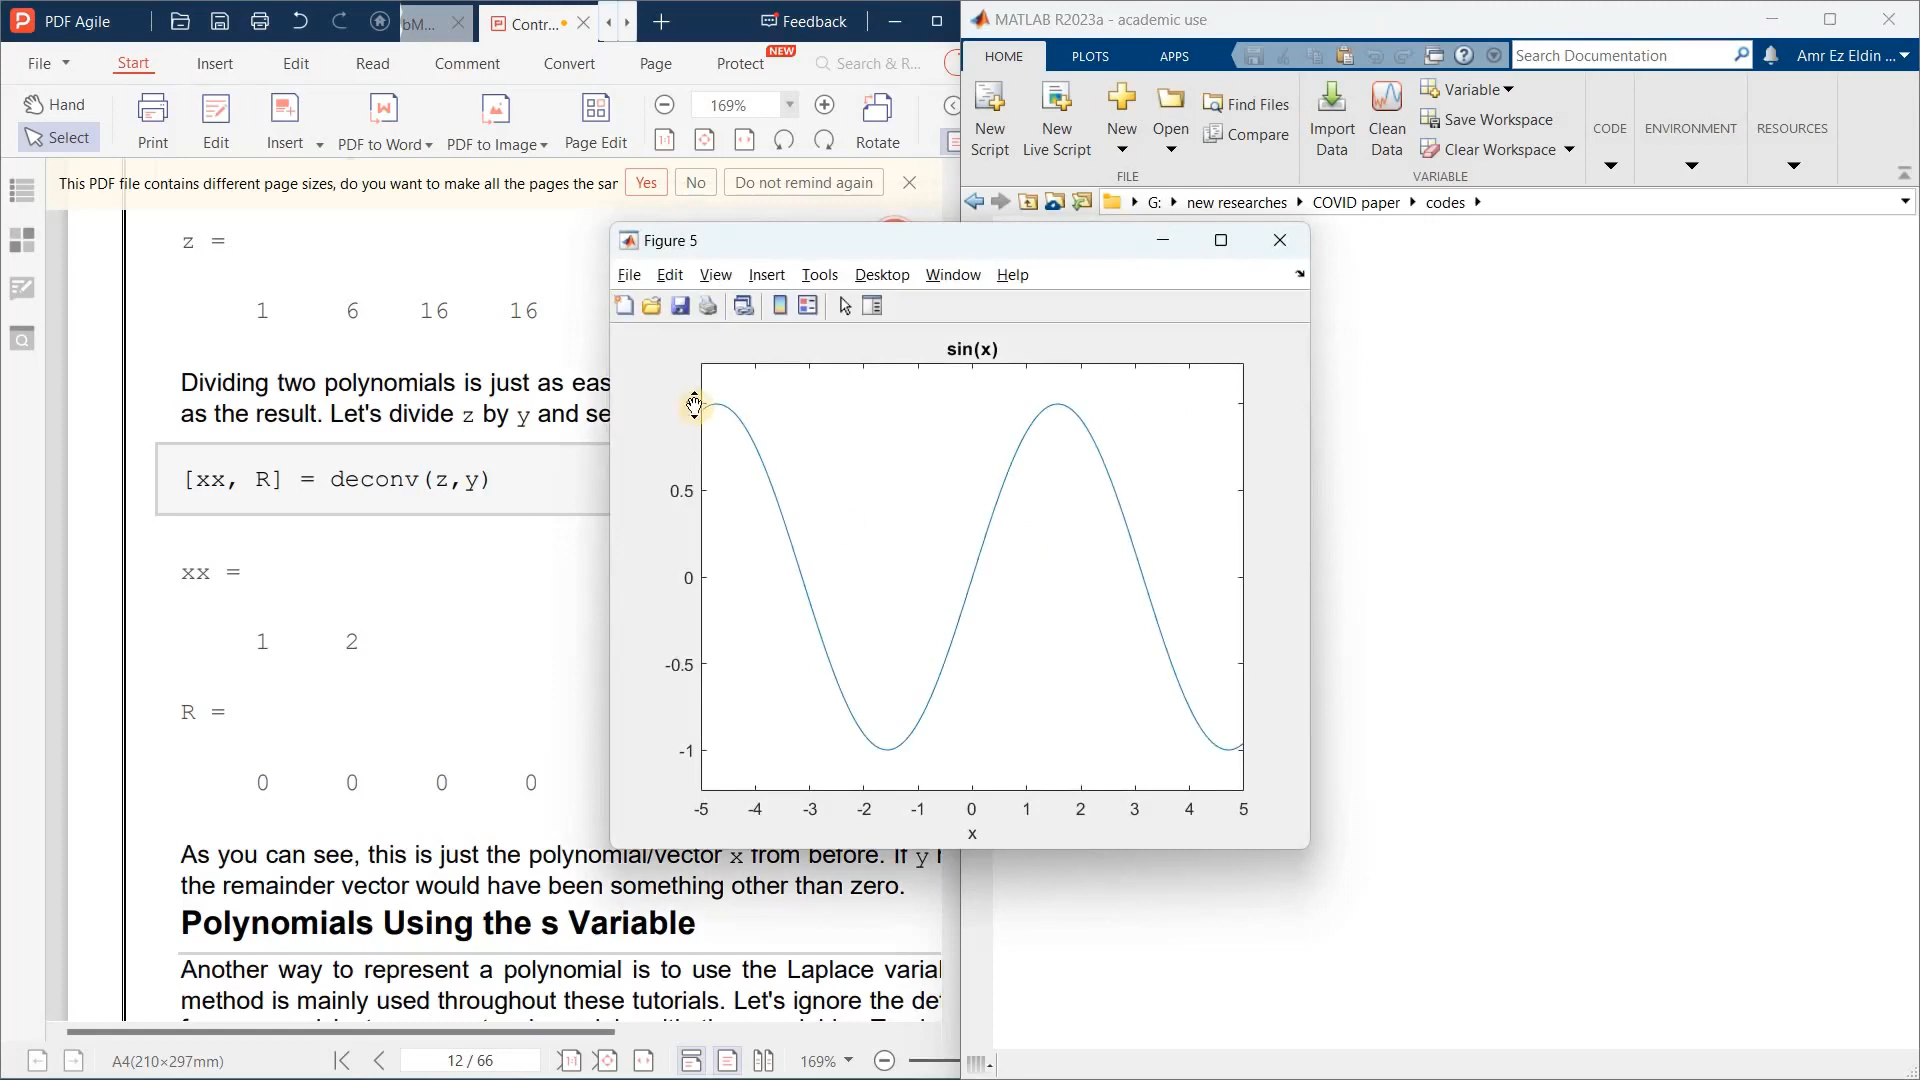 PDF Agile
bM...
Contr...
Feedback
File
Start
Insert
Edit
Read
Comment
Convert
Page
Protect
NEW
Search & R...
Hand
Select
Print
Edit
Insert
PDF to Word
PDF to Image
Page Edit
169%
Rotate
This PDF file contains different page sizes, do you want to make all the pages the sar
Yes
No
Do not remind again
z =
1 6 16 16
Dividing two polynomials is just as eas
as the result. Let's divide z by y and se
[xx, R] = deconv(z,y)
xx =
1 2
R =
0 0 0 0
As you can see, this is just the polynomial/vector x from before. If y
the remainder vector would have been something other than zero.
Polynomials Using the s Variable
Another way to represent a polynomial is to use the Laplace varial
method is mainly used throughout these tutorials. Let's ignore the de
A4(210×297mm)
12 / 66
169%
MATLAB R2023a - academic use
HOME
PLOTS
APPS
Search Documentation
Amr Ez Eldin ...
New Script
New Live Script
New
Open
Find Files
Compare
Import Data
Clean Data
Variable
Save Workspace
Clear Workspace
CODE
ENVIRONMENT
RESOURCES
FILE
VARIABLE
G:
new researches
COVID paper
codes
Figure 5
File Edit View Insert Tools Desktop Window Help
sin(x)
0.5
0
-0.5
-1
-5 -4 -3 -2 -1 0 1 2 3 4 5
x